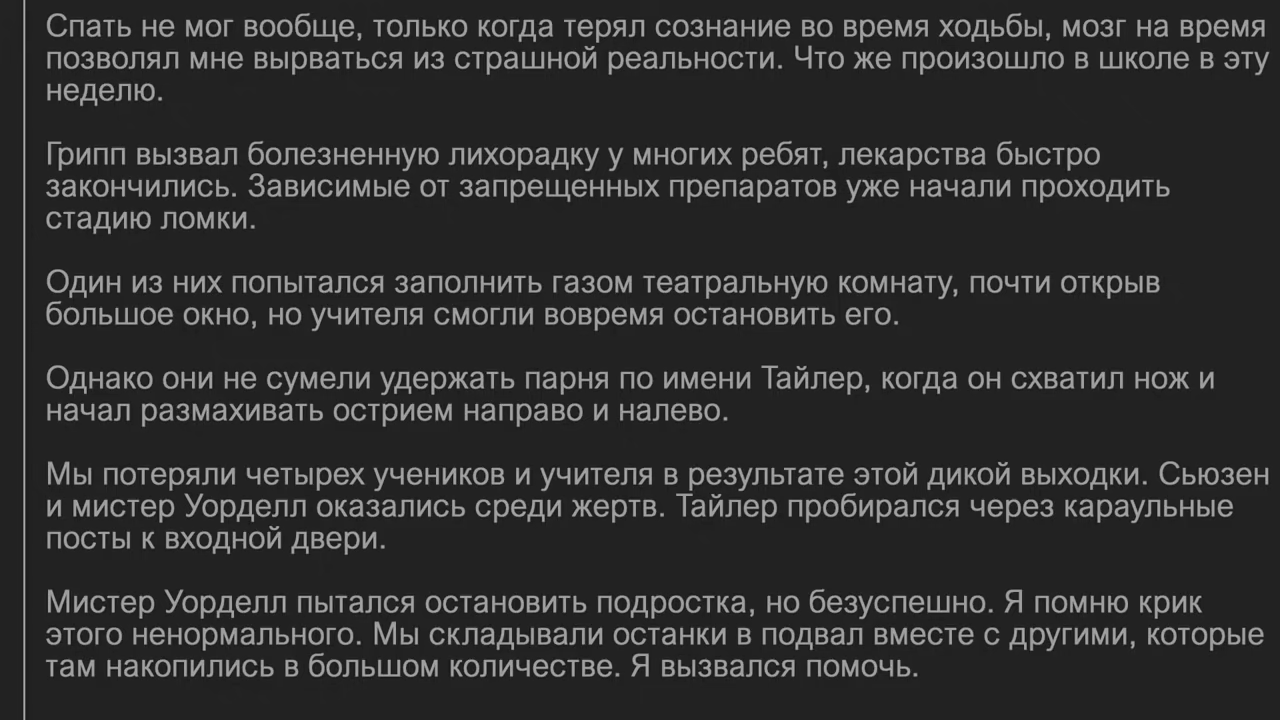 Спать не мог вообще, только когда терял сознание во время ходьбы, мозг на время
позволял мне вырваться из страшной реальности. Что же произошло в школе в эту
неделю.
Грипп вызвал болезненную лихорадку у многих ребят, лекарства быстро
закончились. Зависимые от запрещенных препаратов уже начали проходить
стадию ломки.
Один из них попытался заполнить газом театральную комнату, почти открыв
большое окно, но учителя смогли вовремя остановить его.
Однако они не сумели удержать парня по имени Тайлер, когда он схватил нож и
начал размахивать острием направо и налево.
Мы потеряли четырех учеников и учителя в результате этой дикой выходки. Сьюзен
и мистер Уорделл оказались среди жертв. Тайлер пробирался через караульные
посты к входной двери.
Мистер Уорделл пытался остановить подростка, но безуспешно. Я помню крик
этого ненормального. Мы складывали останки в подвал вместе с другими, которые
там накопились в большом количестве. Я вызвался помочь.